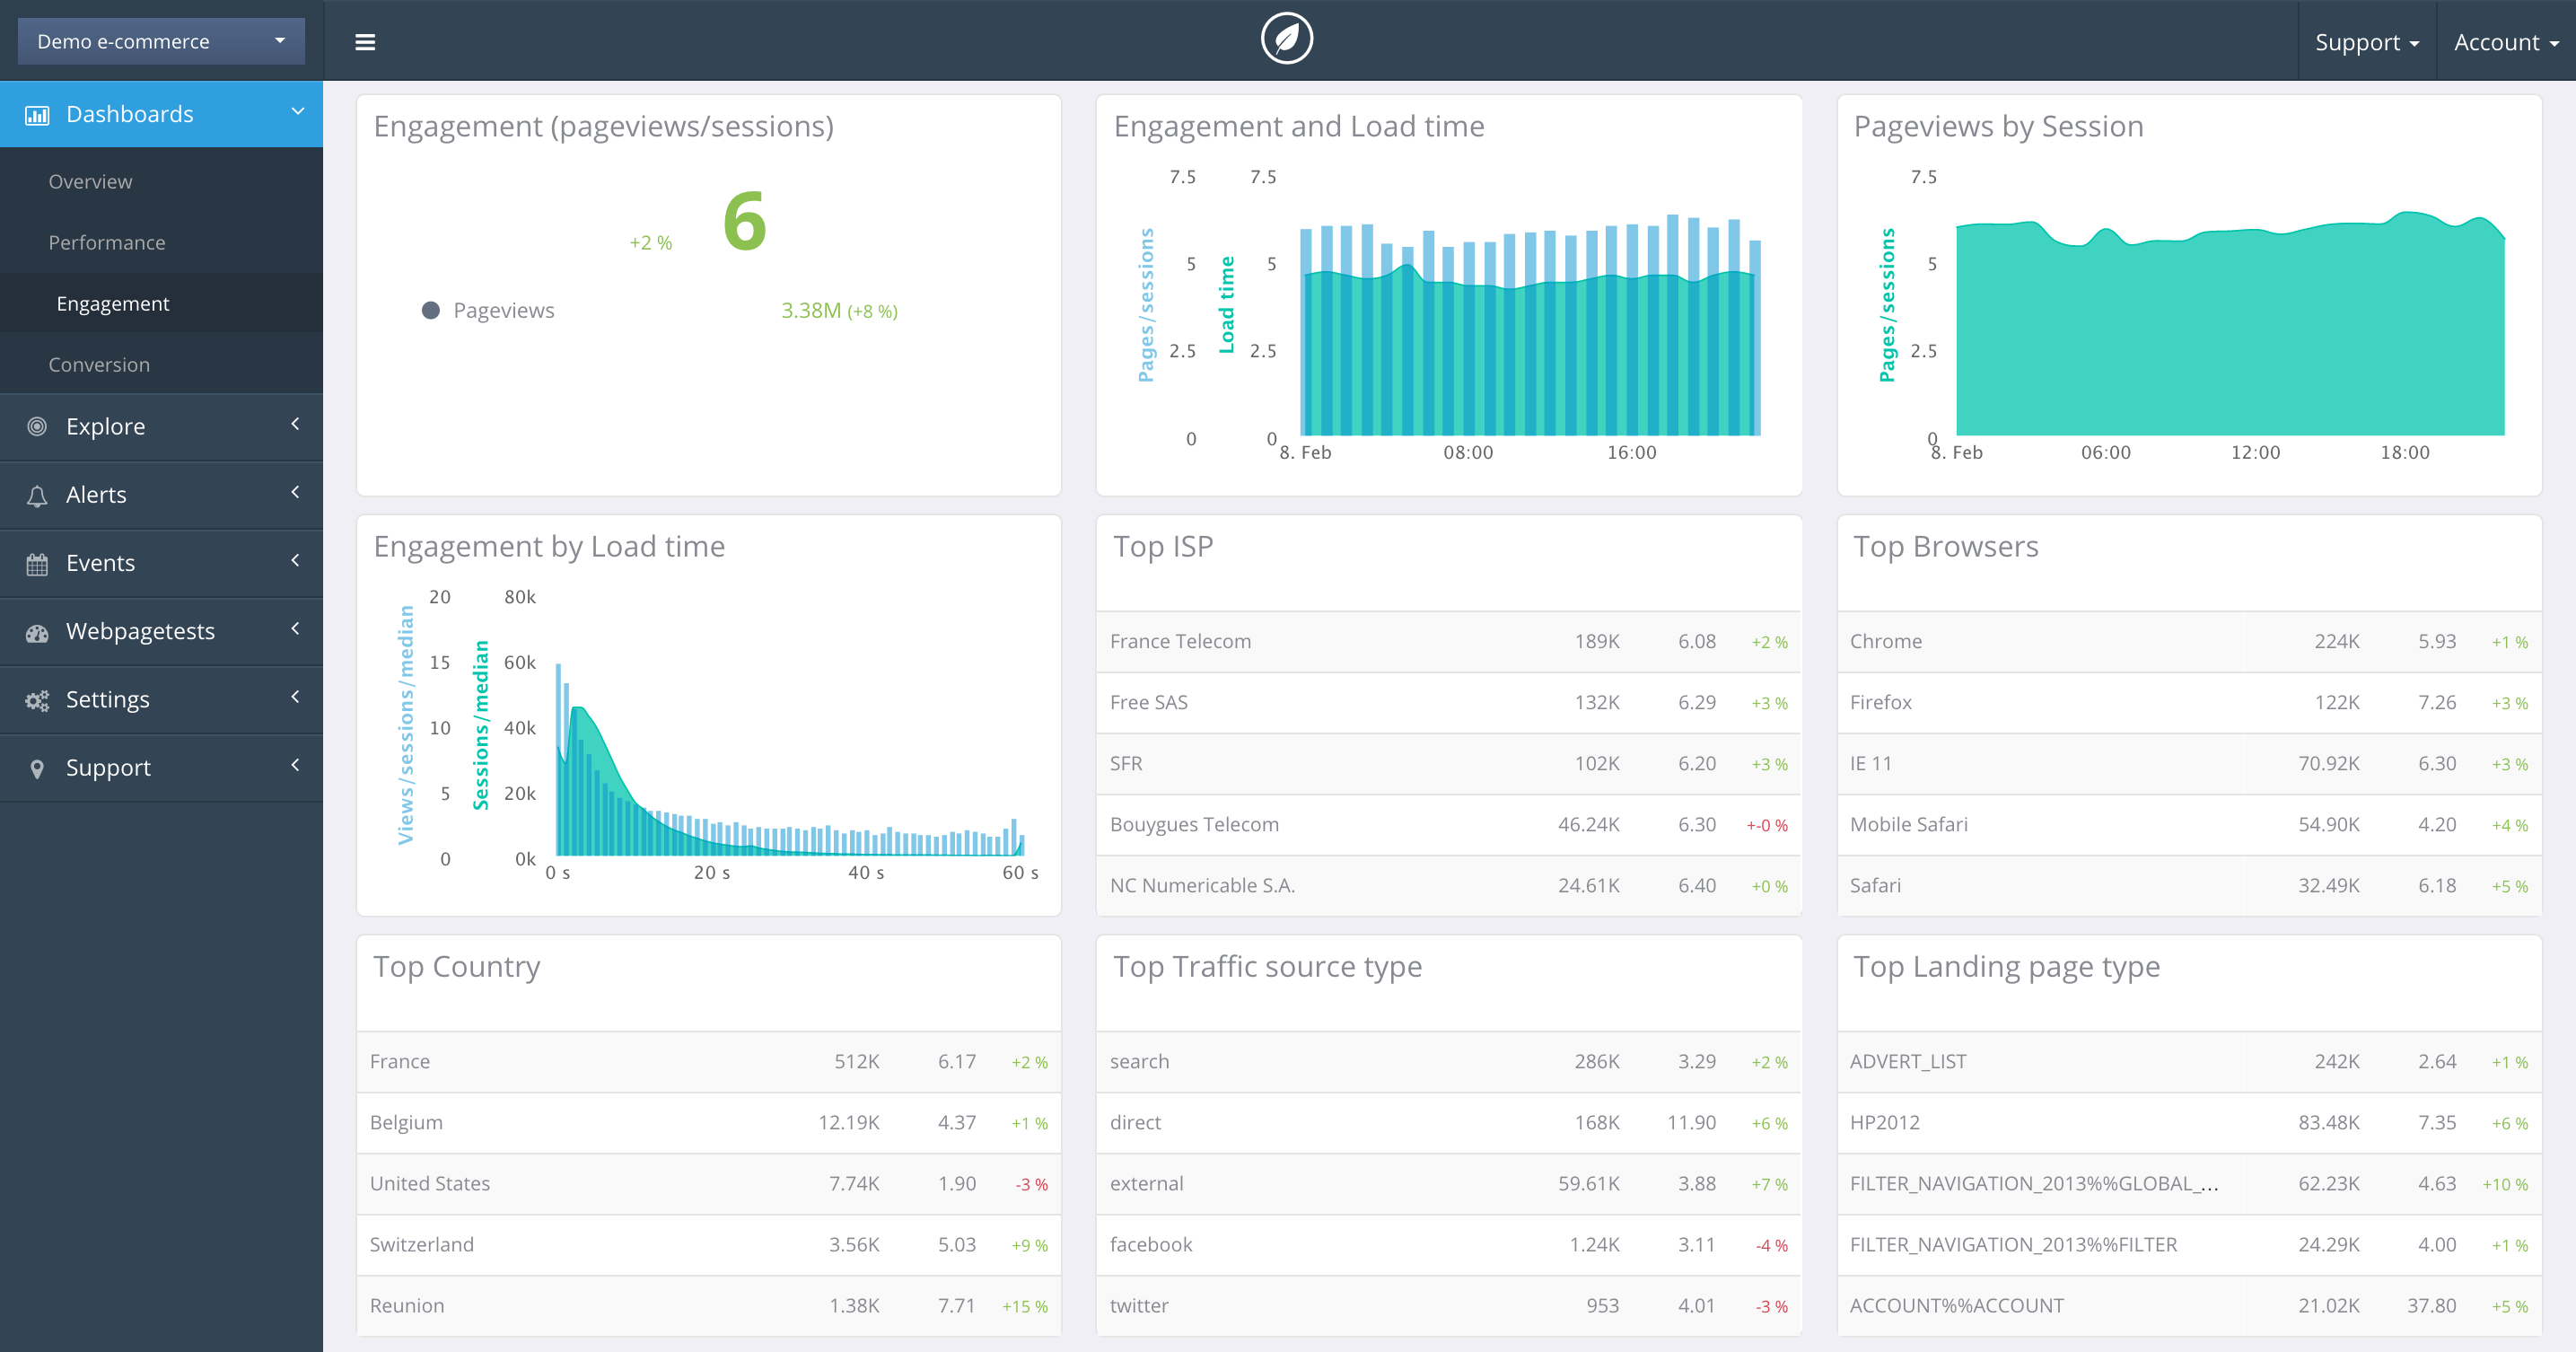 Demo e-commerce
Support
Account
Dashboards
Overview
Performance
Engagement
Conversion
Explore
Alerts
Events
Webpagetests
Settings
Support
Engagement (pageviews/sessions)
+2 % 6
Pageviews 3.38M (+8 %)
Engagement and Load time
Pages/sessions
Load time
7.5 7.5
5 5
2.5 2.5
0 0
8. Feb 08:00 16:00
Pageviews by Session
Pages/sessions
7.5
5
2.5
0
8. Feb 06:00 12:00 18:00
Engagement by Load time
Views/sessions/median
Sessions/median
20 80k
15 60k
10 40k
5 20k
0 0k
0 s 20 s 40 s 60 s
Top ISP
France Telecom 189K 6.08 +2 %
Free SAS 132K 6.29 +3 %
SFR 102K 6.20 +3 %
Bouygues Telecom 46.24K 6.30 +-0 %
NC Numericable S.A. 24.61K 6.40 +0 %
Top Browsers
Chrome 224K 5.93 +1 %
Firefox 122K 7.26 +3 %
IE 11 70.92K 6.30 +3 %
Mobile Safari 54.90K 4.20 +4 %
Safari 32.49K 6.18 +5 %
Top Country
France 512K 6.17 +2 %
Belgium 12.19K 4.37 +1 %
United States 7.74K 1.90 -3 %
Switzerland 3.56K 5.03 +9 %
Reunion 1.38K 7.71 +15 %
Top Traffic source type
search 286K 3.29 +2 %
direct 168K 11.90 +6 %
external 59.61K 3.88 +7 %
facebook 1.24K 3.11 -4 %
twitter 953 4.01 -3 %
Top Landing page type
ADVERT_LIST 242K 2.64 +1 %
HP2012 83.48K 7.35 +6 %
FILTER_NAVIGATION_2013%%GLOBAL_... 62.23K 4.63 +10 %
FILTER_NAVIGATION_2013%%FILTER 24.29K 4.00 +1 %
ACCOUNT%%ACCOUNT 21.02K 37.80 +5 %